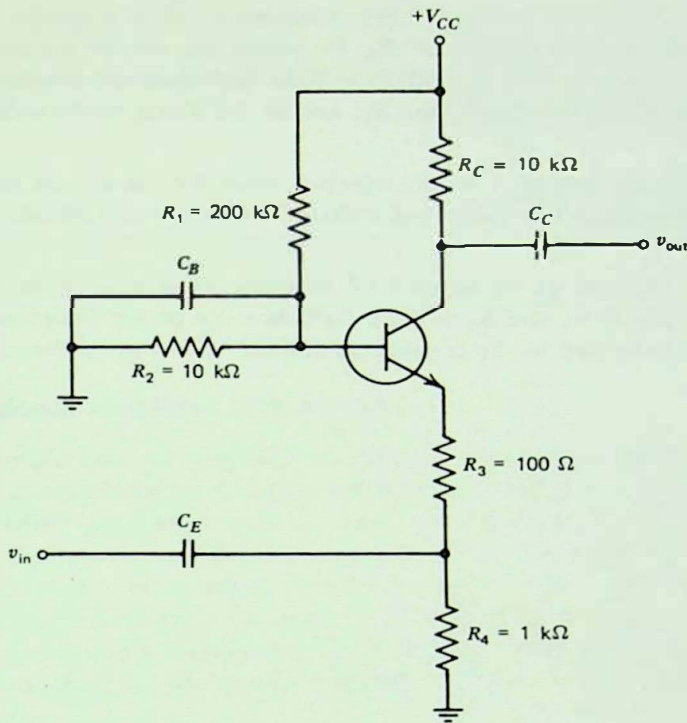 +V_CC
R_C = 10 kΩ
R_1 = 200 kΩ
C_C
v_out
C_B
R_2 = 10 kΩ
R_3 = 100 Ω
C_E
v_in
R_4 = 1 kΩ